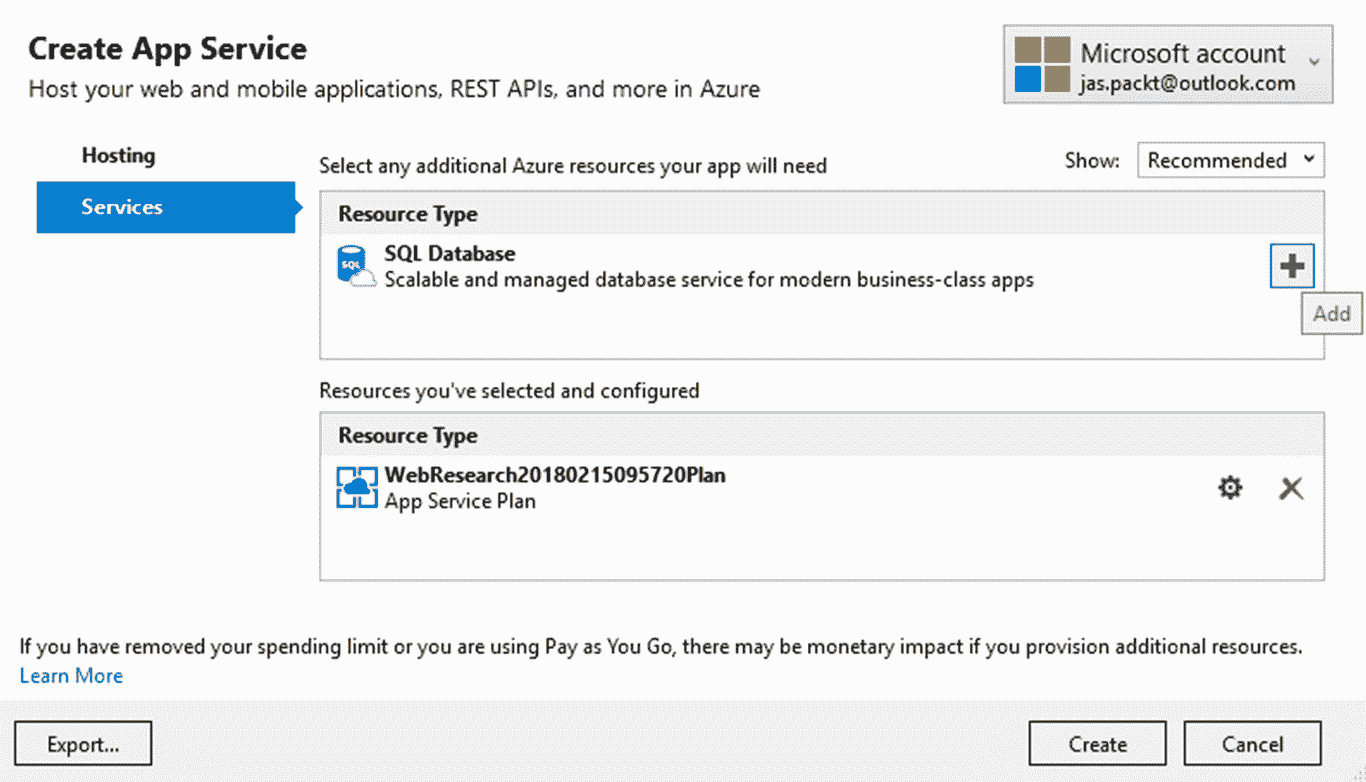 Create App Service
Host your web and mobile applications, REST APIs, and more in Azure
Microsoft account
jas.packt@outlook.com
Hosting
Services
Select any additional Azure resources your app will need
Show: Recommended
Resource Type
SQL
SQL Database
Scalable and managed database service for modern business-class apps
Add
Resources you've selected and configured
Resource Type
WebResearch20180215095720Plan
App Service Plan
If you have removed your spending limit or you are using Pay as You Go, there may be monetary impact if you provision additional resources.
Learn More
Export...
Create
Cancel